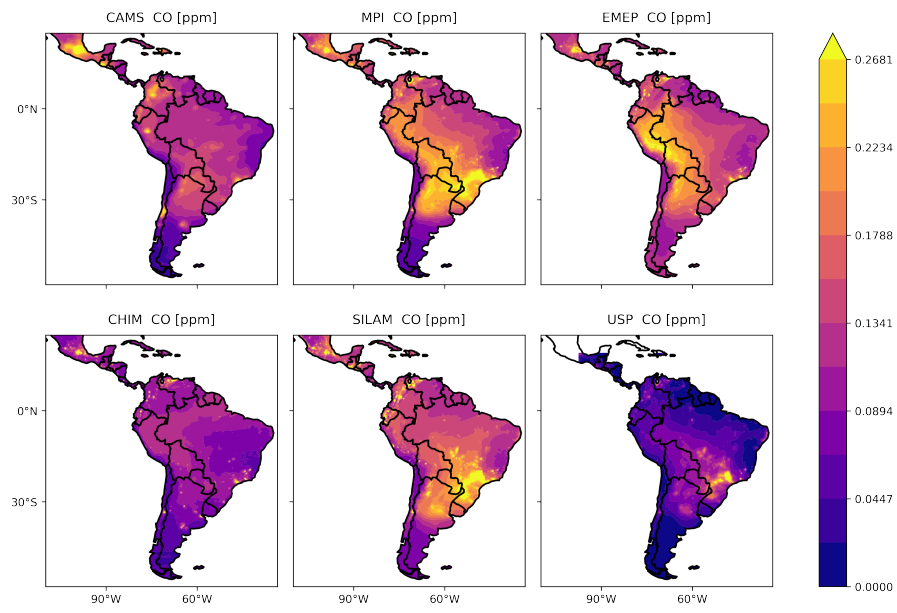 CAMS  CO [ppm]
MPI  CO [ppm]
EMEP  CO [ppm]
0°N
30°S
0.2681
0.2234
0.1788
0.1341
0.0894
0.0447
0.0000
CHIM  CO [ppm]
SILAM  CO [ppm]
USP  CO [ppm]
0°N
30°S
90°W
60°W
90°W
60°W
90°W
60°W